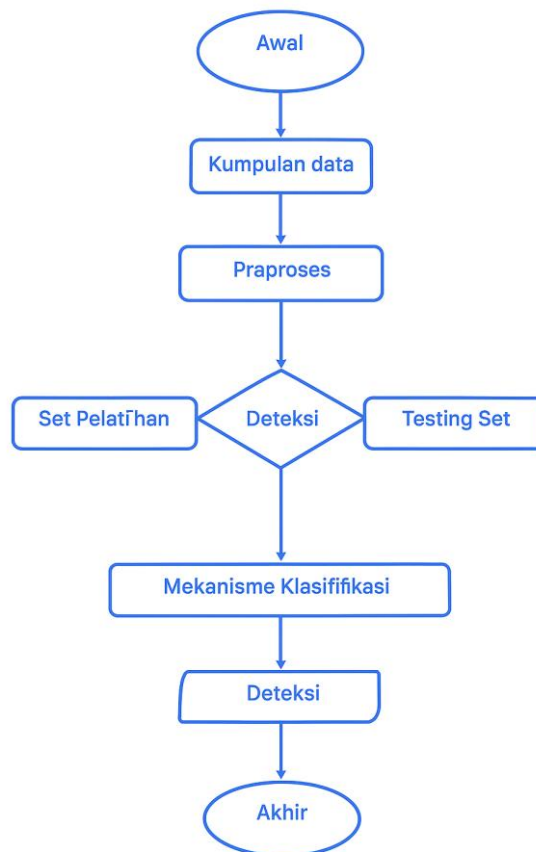 Awal
Kumpulan data
Praproses
Set Pelatīhan
Deteksi
Testing Set
Mekanisme Klasififikasi
Deteksi
Akhir